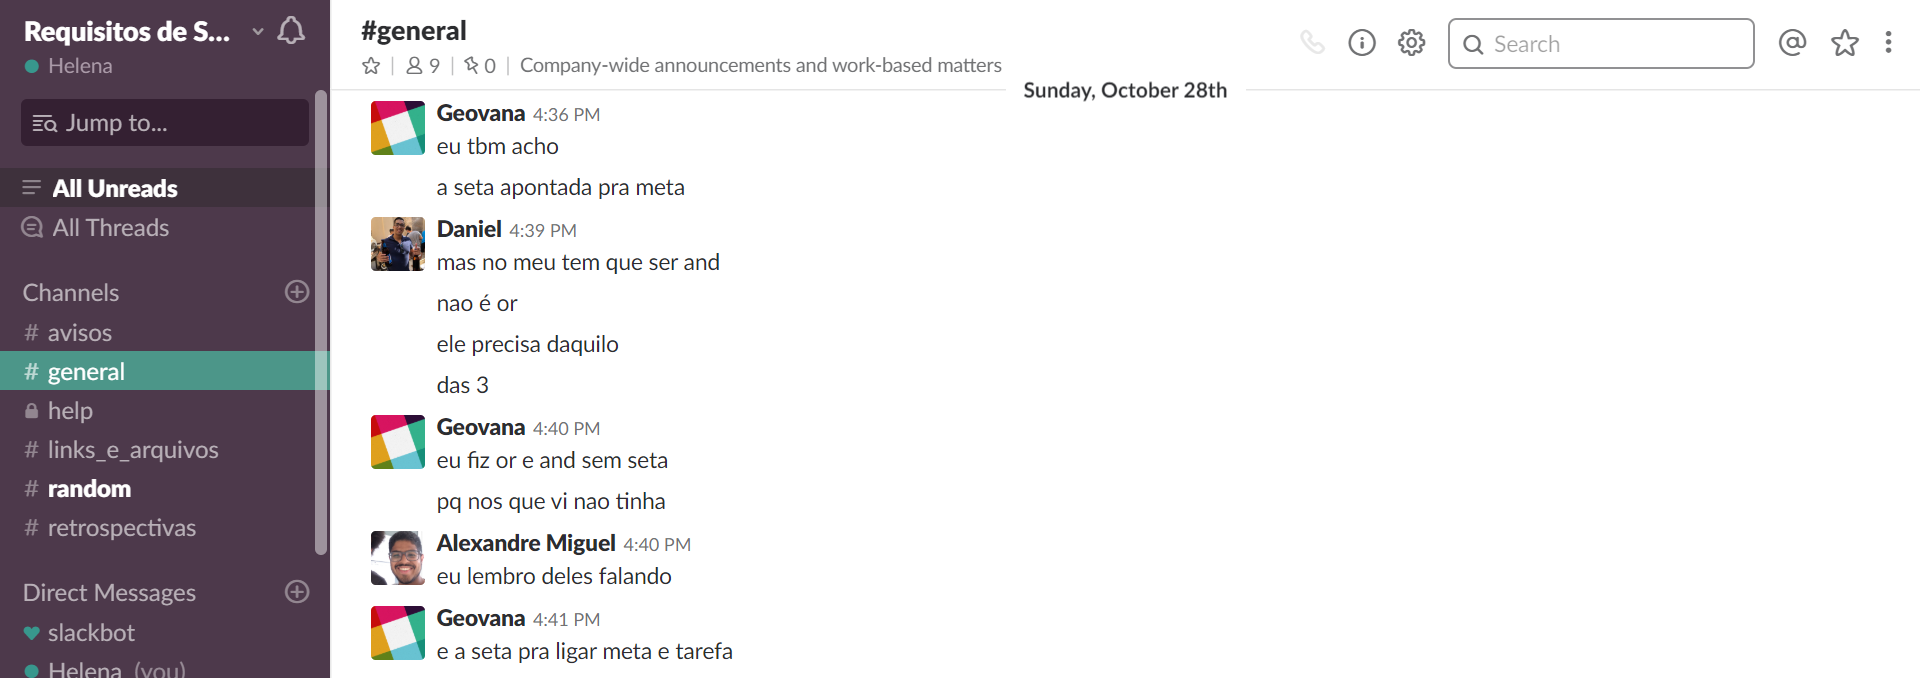 Requisitos de S...
Helena
Jump to...
All Unreads
All Threads
Channels
# avisos
# general
help
# links_e_arquivos
# random
# retrospectivas
Direct Messages
slackbot
Helena (you)
#general
9 | 0 | Company-wide announcements and work-based matters
Search
Sunday, October 28th
Geovana 4:36 PM
eu tbm acho
a seta apontada pra meta
Daniel 4:39 PM
mas no meu tem que ser and
nao é or
ele precisa daquilo
das 3
Geovana 4:40 PM
eu fiz or e and sem seta
pq nos que vi nao tinha
Alexandre Miguel 4:40 PM
eu lembro deles falando
Geovana 4:41 PM
e a seta pra ligar meta e tarefa